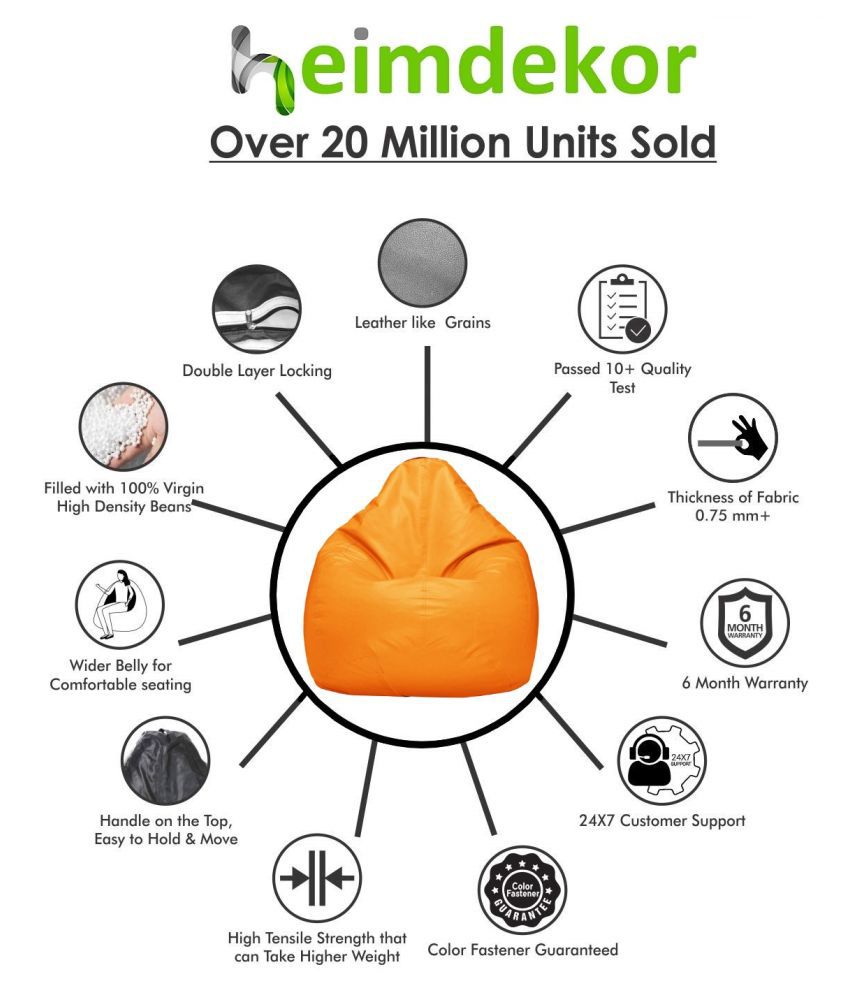 heimdekor
Over 20 Million Units Sold
Leather like Grains
Double Layer Locking
Passed 10+ Quality
Test
Filled with 100% Virgin
High Density Beans
Thickness of Fabric
0.75 mm+
Wider Belly for
Comfortable seating
6
MONTH
WARRANTY
6 Month Warranty
Handle on the Top,
Easy to Hold & Move
24X7
SUPPORT
24X7 Customer Support
High Tensile Strength that
can Take Higher Weight
Color
Fastener
GUARANTEE
Color Fastener Guaranteed